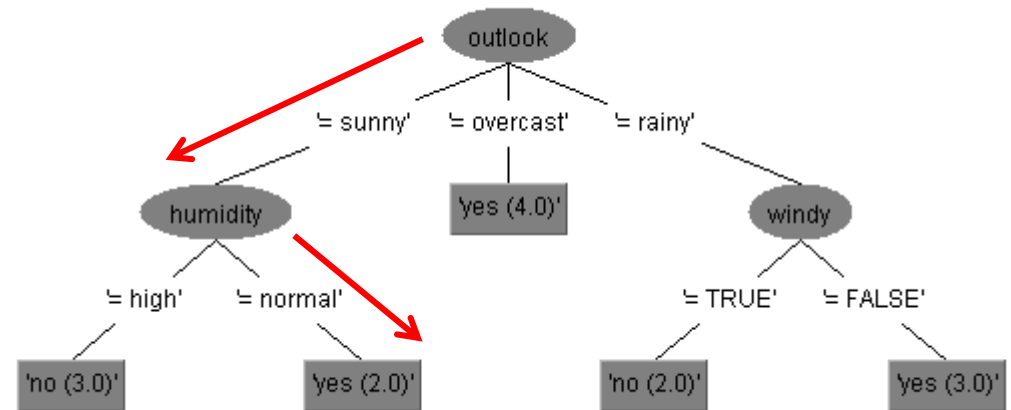 outlook
'= sunny' '= overcast' '= rainy'
humidity 'yes (4.0)' windy
'= high' '= normal' '= TRUE' '= FALSE'
'no (3.0)' 'yes (2.0)' 'no (2.0)' 'yes (3.0)'